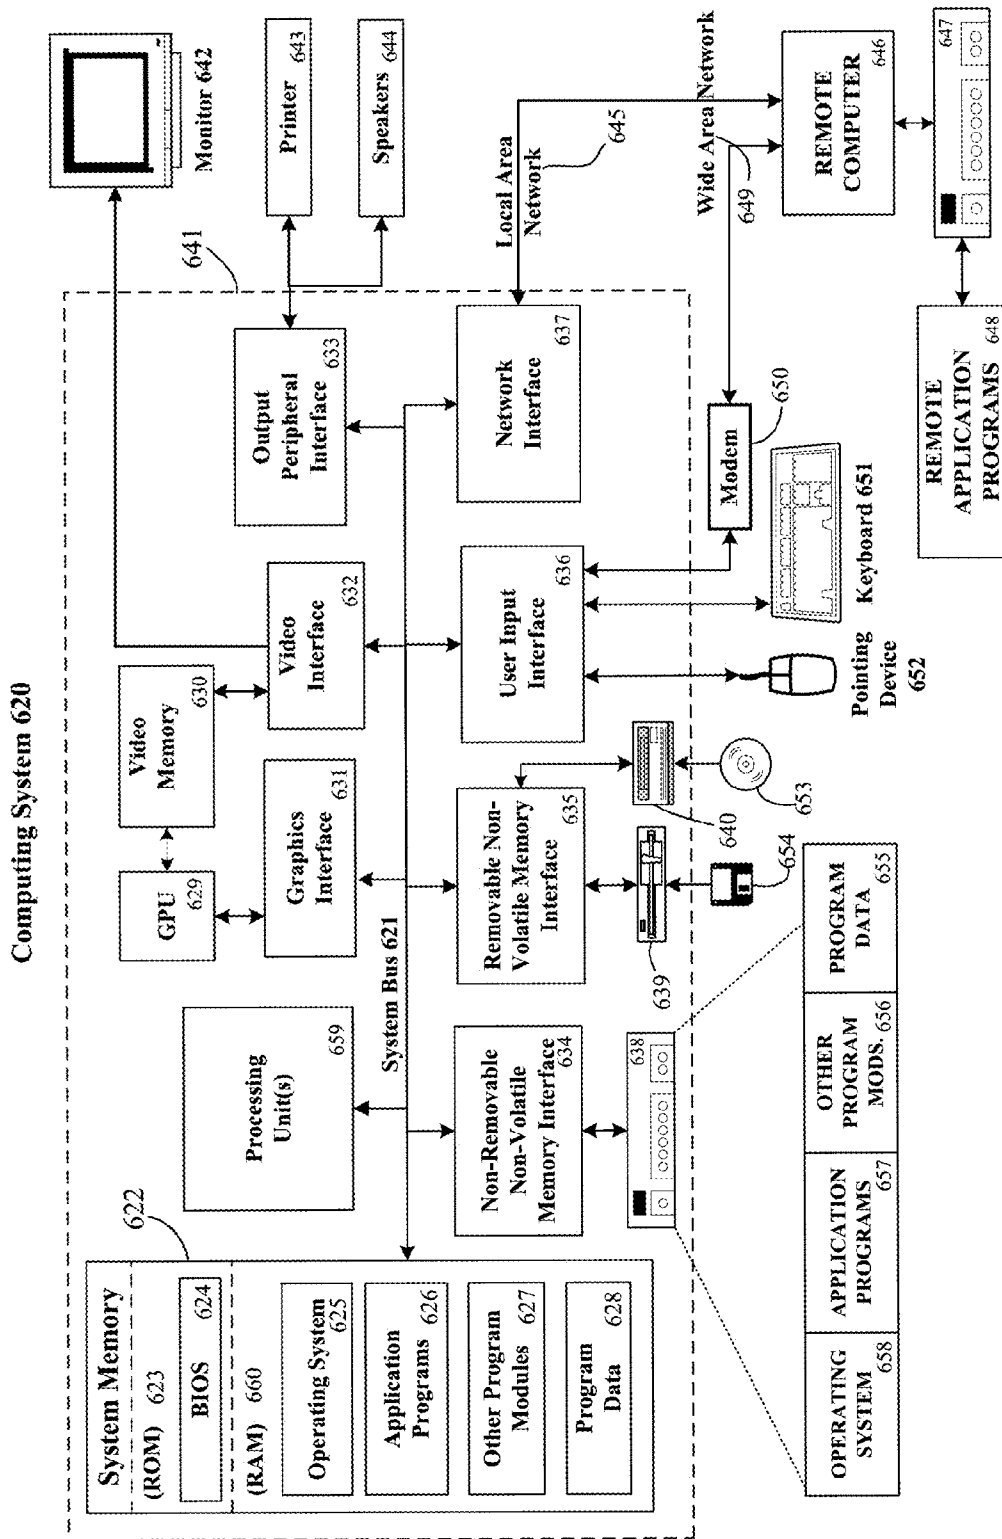 Computing System 620
System Memory
(ROM) 623
BIOS 624
(RAM) 660
Operating System
625
Application
Programs 626
Other Program
Modules 627
Program
Data 628
622
Processing
Unit(s)
659
System Bus 621
GPU
629
Video
Memory 630
Graphics
Interface 631
Video
Interface 632
Output
Peripheral
Interface 633
641
Monitor 642
Printer
643
Speakers
644
Non-Removable
Non-Volatile
Memory Interface 634
Removable Non-
Volatile Memory
Interface 635
User Input
Interface 636
Network
Interface 637
Local Area
Network
645
Wide Area Network
649
638
639
640
654
653
Pointing
Device
652
Keyboard 651
Modem
650
REMOTE
COMPUTER
646
647
REMOTE
APPLICATION
PROGRAMS 648
OPERATING
SYSTEM 658
APPLICATION
PROGRAMS 657
OTHER
PROGRAM
MODS. 656
PROGRAM
DATA 655